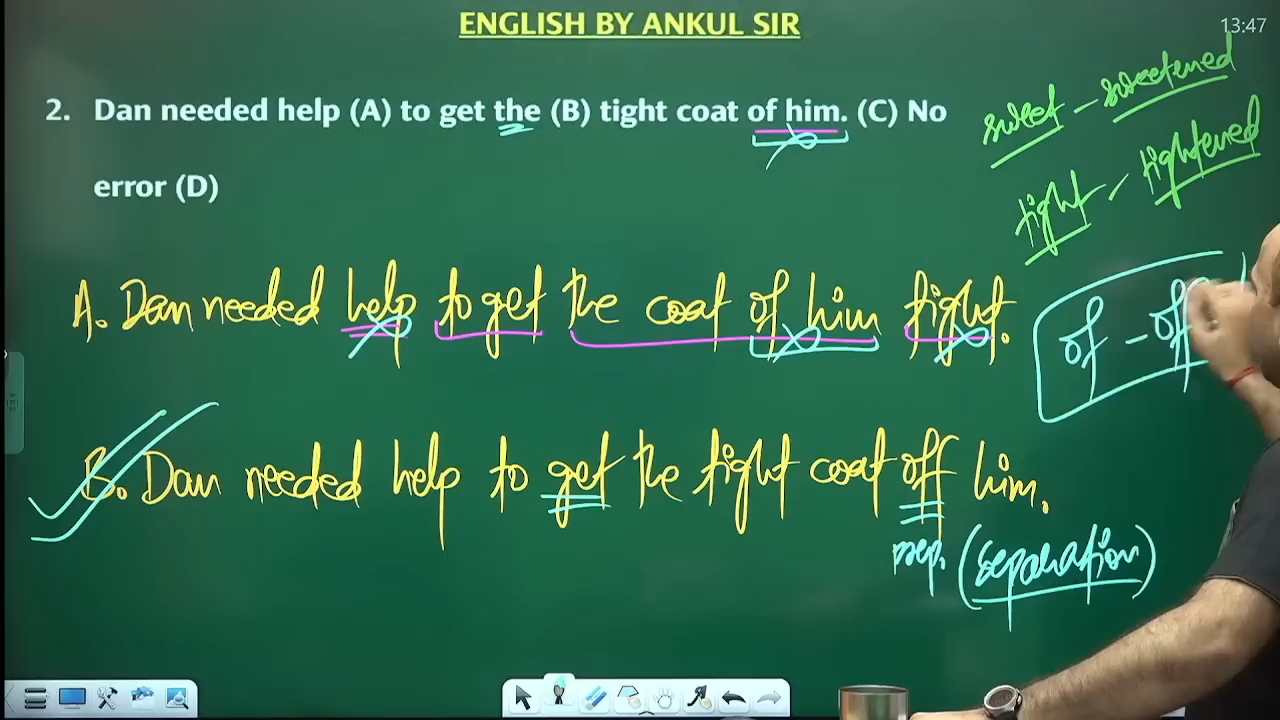 ENGLISH BY ANKUL SIR
13:47
2. Dan needed help (A) to get the (B) tight coat of him. (C) No
error (D)
sweet - sweetened
tight - tightened
A. Dan needed help to get the coat of him tight.
of - off
B. Dan needed help to get the tight coat off him.
prep. (separation)